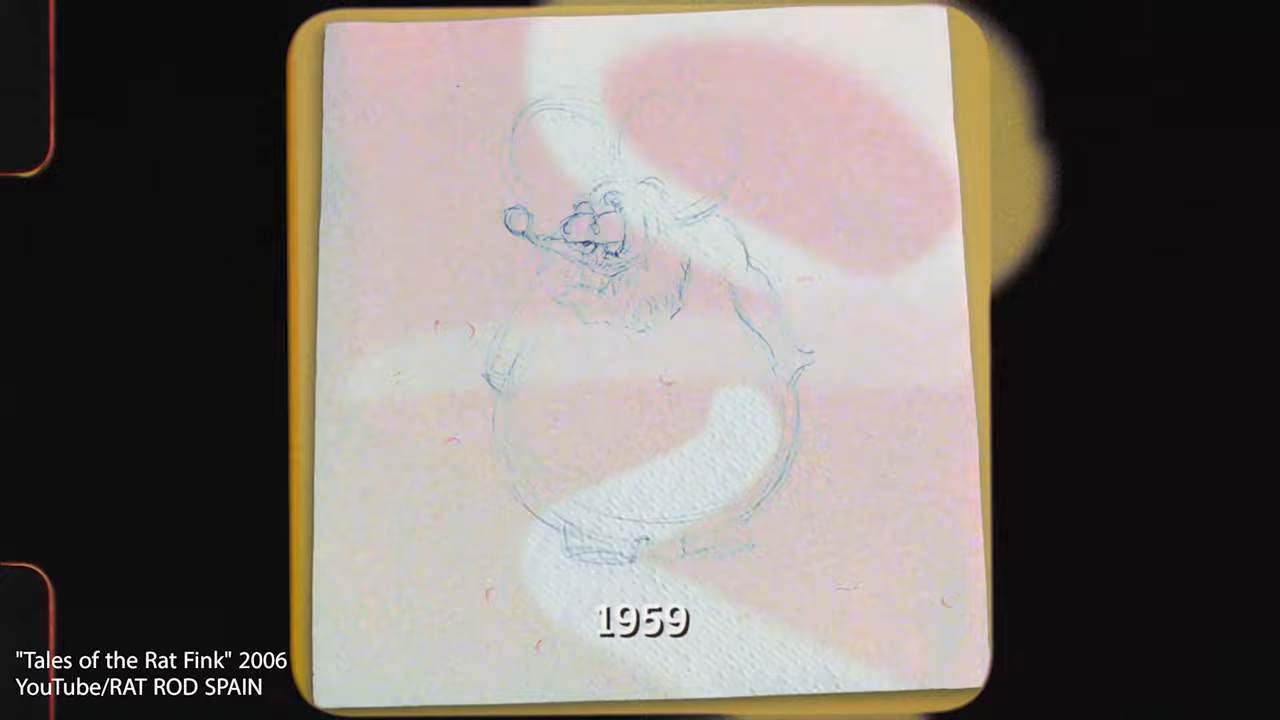 1959
"Tales of the Rat Fink" 2006
YouTube/RAT ROD SPAIN